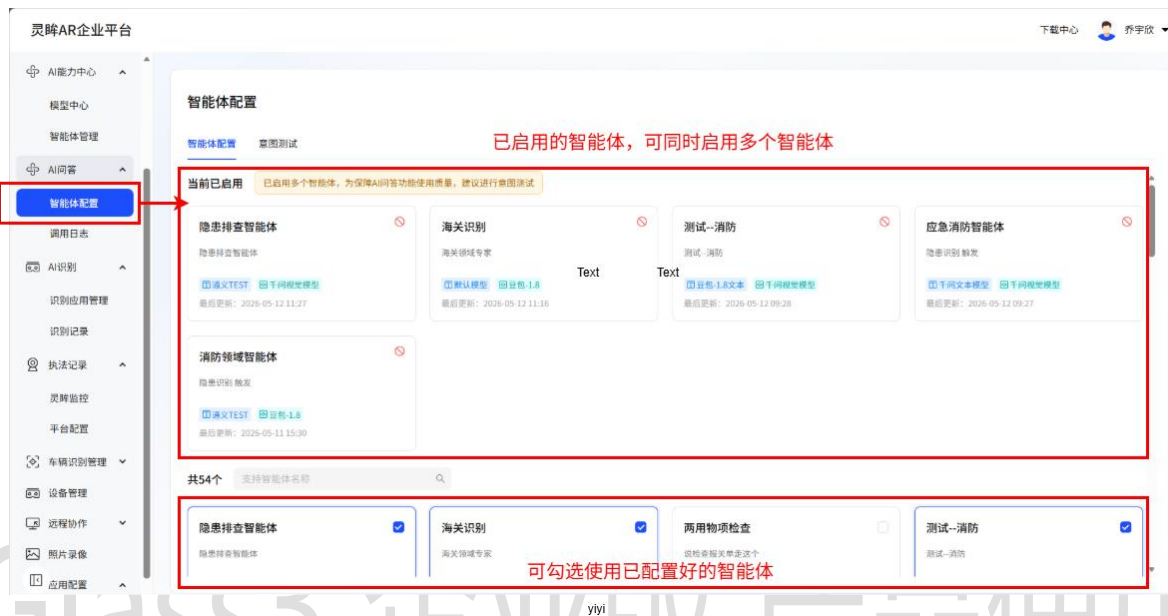 灵眸AR企业平台
下载中心
乔宇欣
AI能力中心
模型中心
智能体管理
AI问答
智能体配置
调用日志
AI识别
识别应用管理
识别记录
执法记录
灵眸监控
平台配置
车辆识别管理
设备管理
远程协作
照片录像
应用配置
智能体配置
智能体配置 意图测试
已启用的智能体，可同时启用多个智能体
当前已启用 已启用多个智能体，为保障AI问答功能使用质量，建议进行意图测试
隐患排查智能体
隐患排查智能体
通义TEST 千问视觉模型
最后更新：2026-05-12 11:27
海关识别
海关领域专家
默认模型 豆包-1.8
最后更新：2026-05-12 11:16
Text
Text
测试--消防
测试--消防
豆包-1.8文本 千问视觉模型
最后更新：2026-05-12 09:28
应急消防智能体
隐患识别 触发
千问文本模型 千问视觉模型
最后更新：2026-05-12 09:27
消防领域智能体
隐患识别 触发
通义TEST 豆包-1.8
最后更新：2026-05-11 15:30
共54个 支持智能体名称
隐患排查智能体
隐患排查智能体
海关识别
海关领域专家
两用物项检查
说检查报关单走这个
测试--消防
测试--消防
可勾选使用已配置好的智能体
yiyi